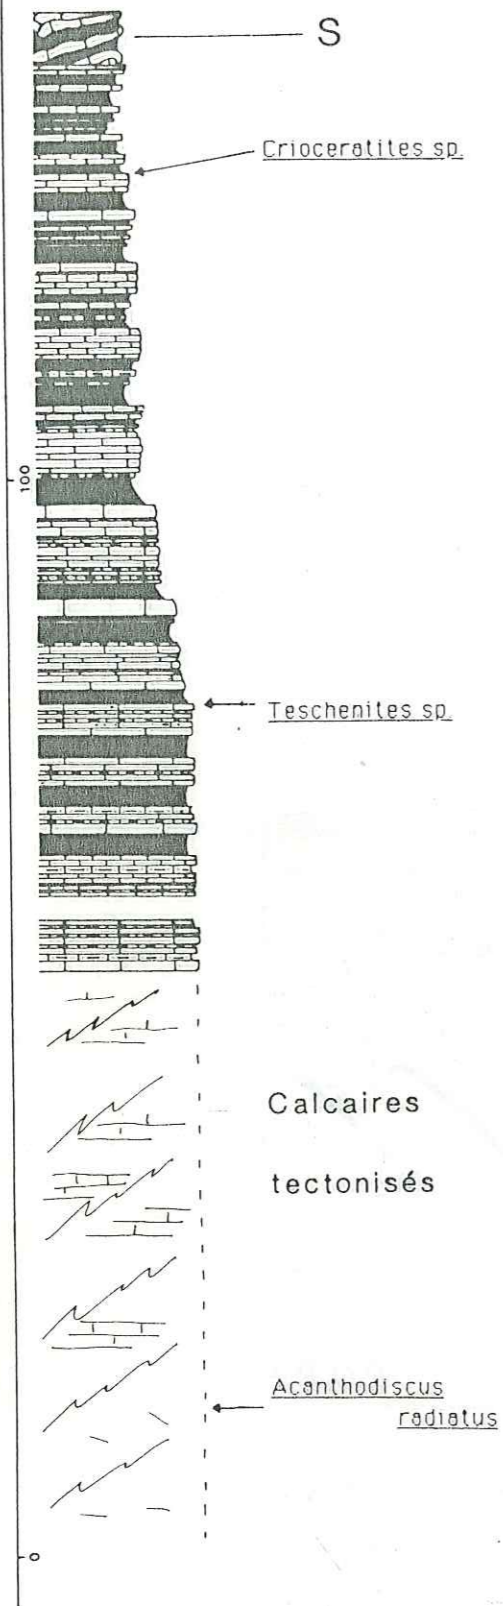 S
Crioceratites sp.
100
Teschenites sp.
Calcaires
tectonisés
Acanthodiscus
radiatus
0